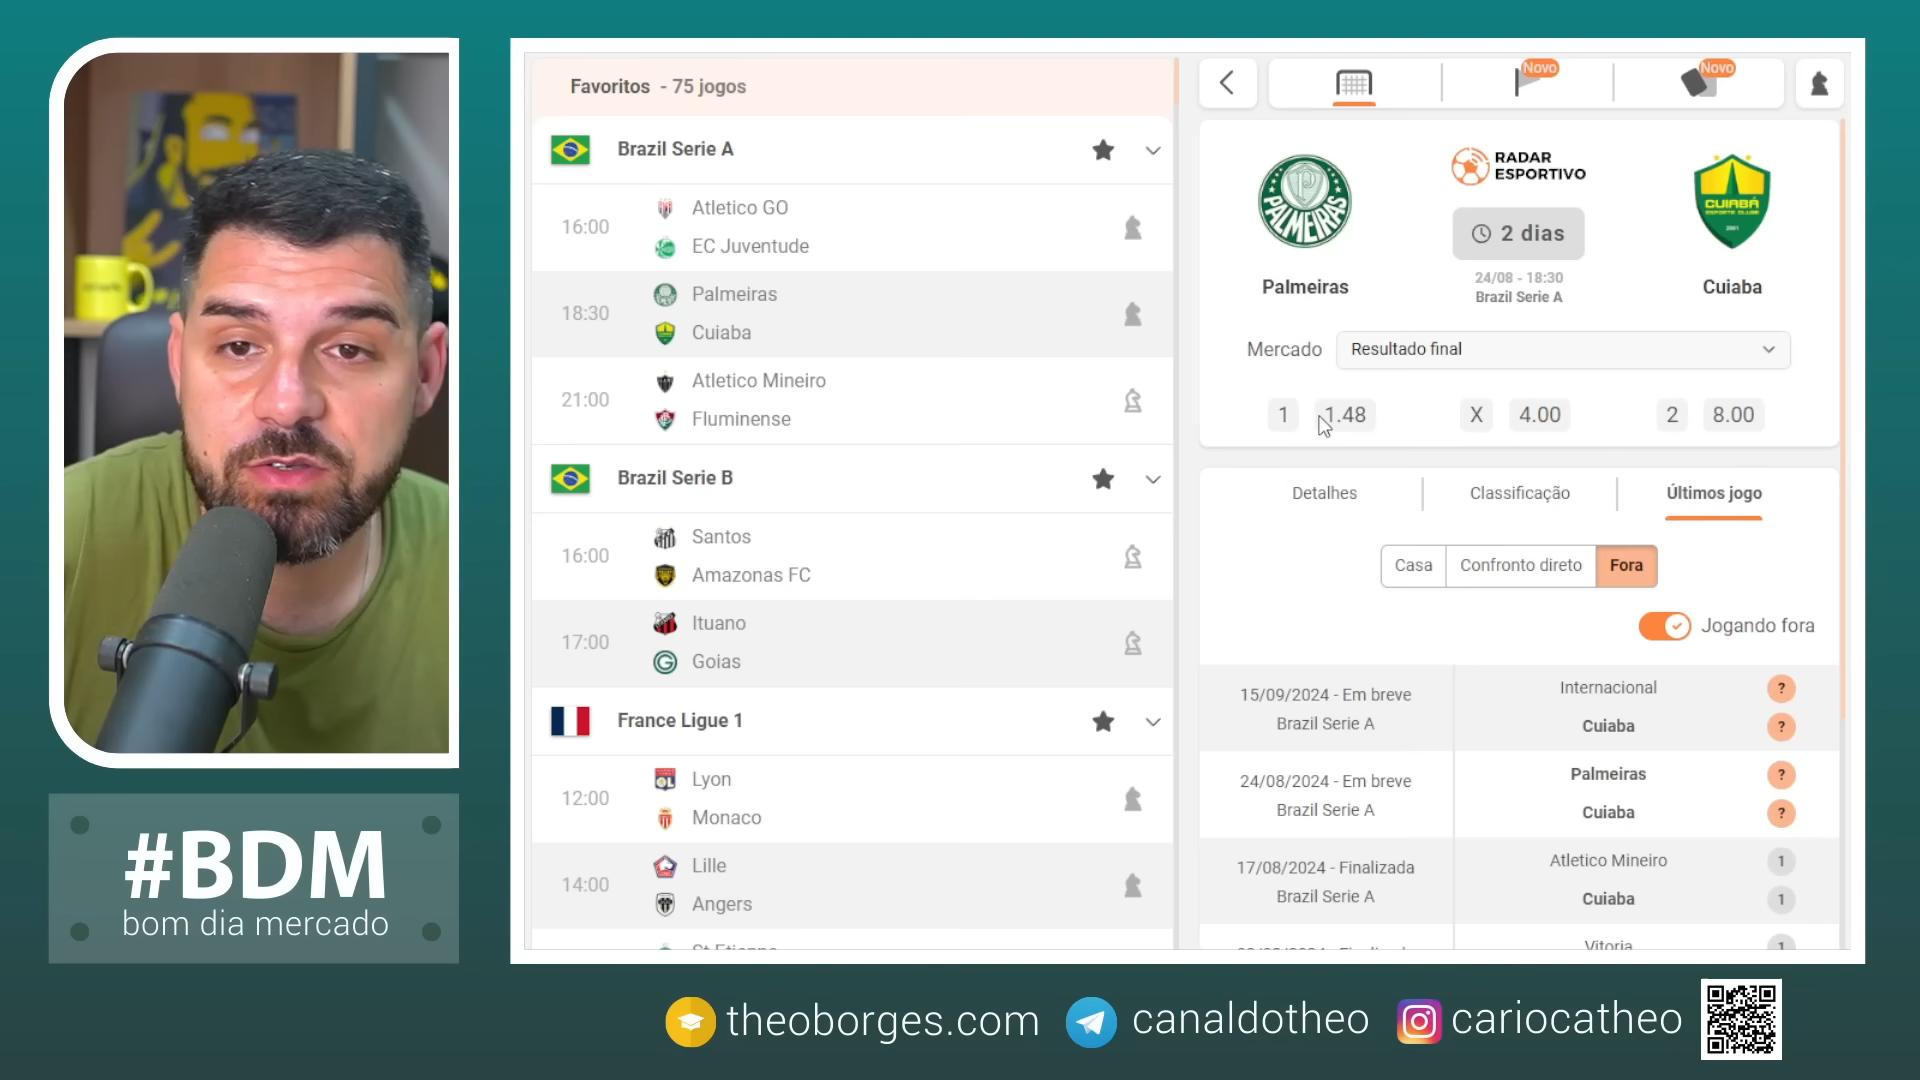 Favoritos - 75 jogos
Brazil Serie A
16:00
Atletico GO
EC Juventude
18:30
Palmeiras
Cuiaba
21:00
Atletico Mineiro
Fluminense
Brazil Serie B
16:00
Santos
Amazonas FC
17:00
Ituano
Goias
France Ligue 1
12:00
Lyon
Monaco
14:00
Lille
Angers
Novo
Novo
PALMEIRAS
RADAR
ESPORTIVO
CUIABÁ
ESPORTE CLUBE
2 dias
24/08 - 18:30
Brazil Serie A
Palmeiras
Cuiaba
Mercado
Resultado final
1 1.48 X 4.00 2 8.00
Detalhes
Classificação
Últimos jogo
Casa
Confronto direto
Fora
Jogando fora
15/09/2024 - Em breve
Brazil Serie A
Internacional ?
Cuiaba ?
24/08/2024 - Em breve
Brazil Serie A
Palmeiras ?
Cuiaba ?
17/08/2024 - Finalizada
Brazil Serie A
Atletico Mineiro 1
Cuiaba 1
Vitoria 1
#BDM
bom dia mercado
theoborges.com
canaldotheo
cariocatheo